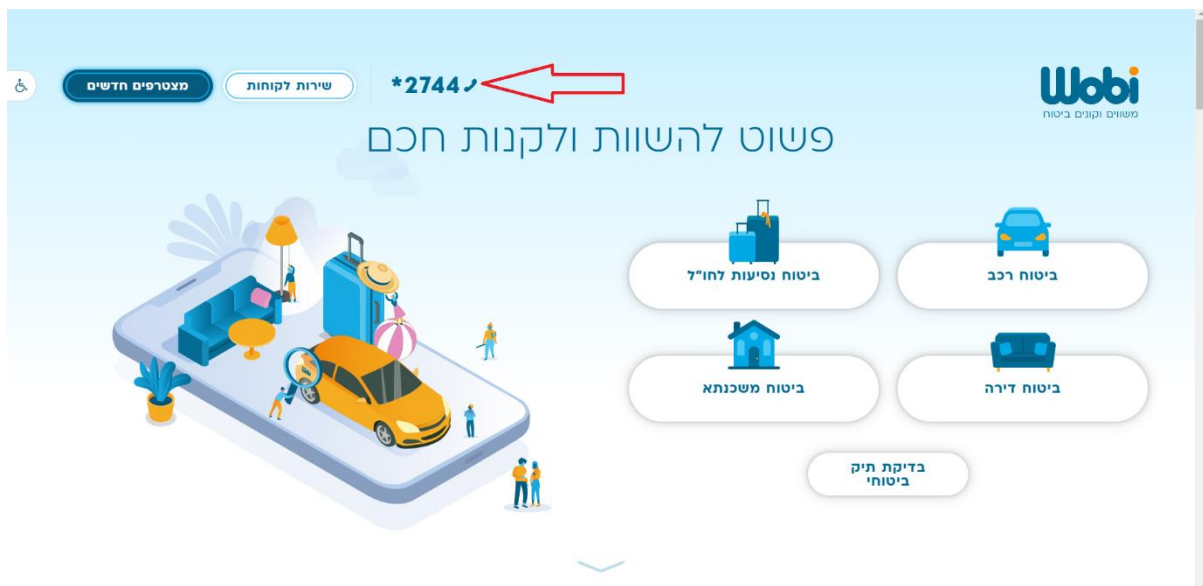 Wobi
משווים וקונים ביטוח
*2744
שירות לקוחות
מצטרפים חדשים
פשוט להשוות ולקנות חכם
ביטוח רכב
ביטוח נסיעות לחו"ל
ביטוח דירה
ביטוח משכנתא
בדיקת תיק
ביטוחי